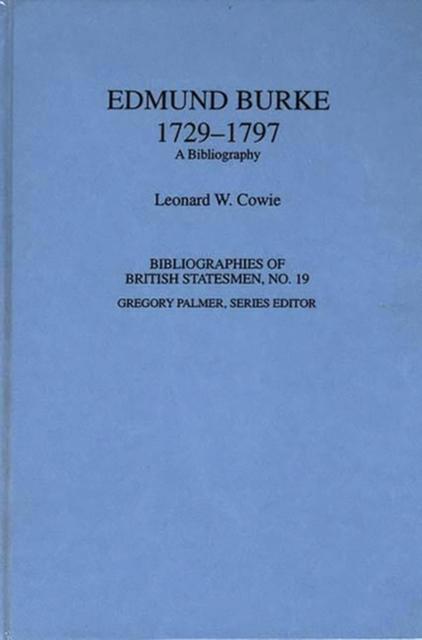 EDMUND BURKE
1729–1797
A Bibliography
Leonard W. Cowie
BIBLIOGRAPHIES OF
BRITISH STATESMEN, NO. 19
GREGORY PALMER, SERIES EDITOR